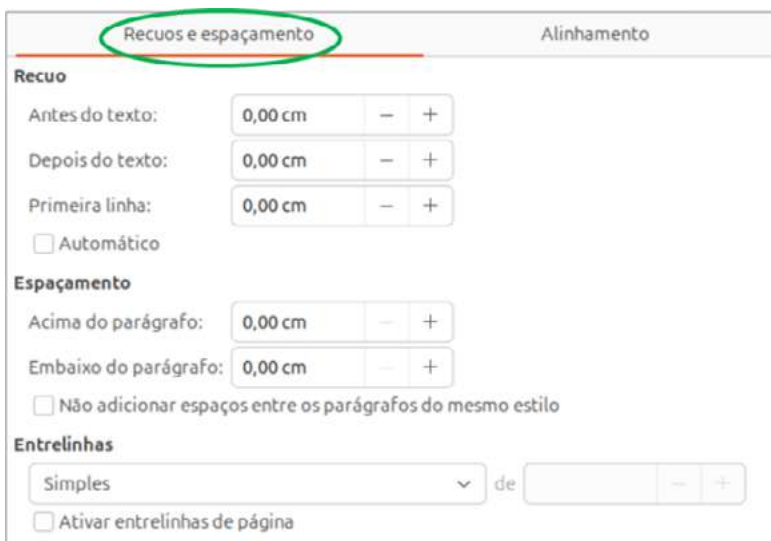 Recuos e espaçamento Alinhamento
Recuo
Antes do texto: 0,00 cm − +
Depois do texto: 0,00 cm − +
Primeira linha: 0,00 cm − +
Automático
Espaçamento
Acima do parágrafo: 0,00 cm − +
Embaixo do parágrafo: 0,00 cm − +
Não adicionar espaços entre os parágrafos do mesmo estilo
Entrelinhas
Simples de − +
Ativar entrelinhas de página